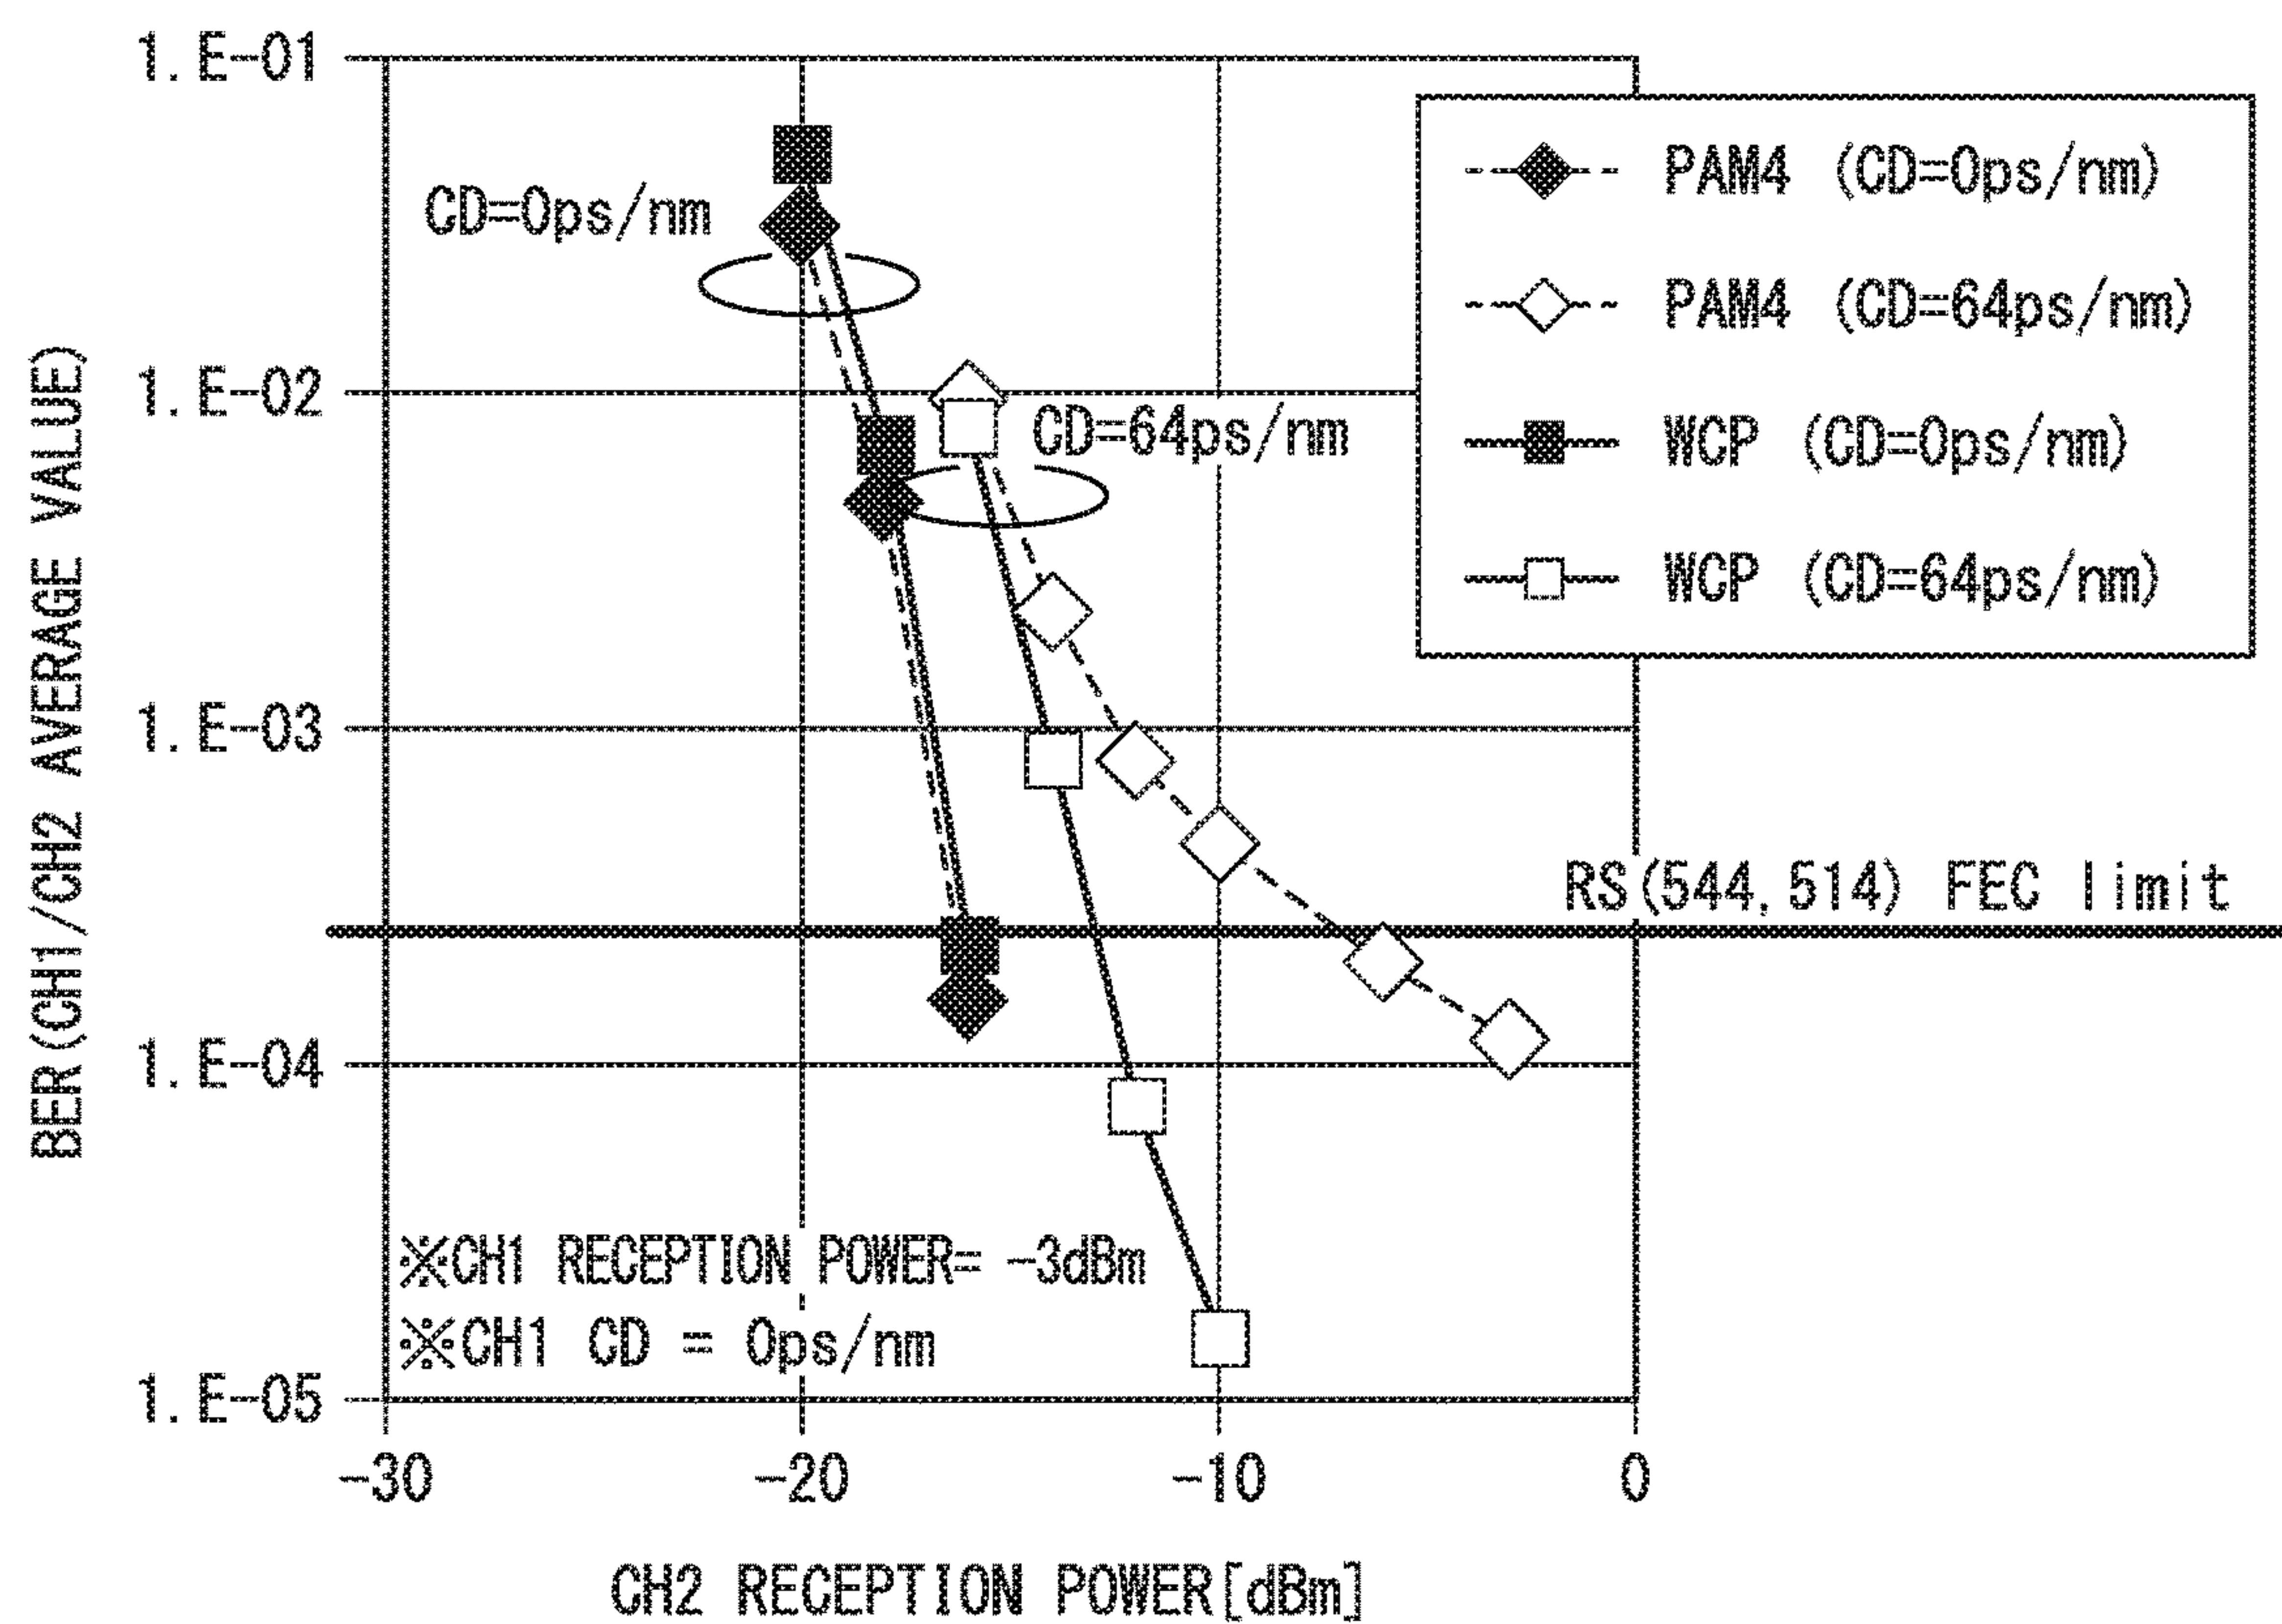 BER(CH1/CH2 AVERAGE VALUE)
1.E-01
1.E-02
1.E-03
1.E-04
1.E-05
CD=0ps/nm
CD=64ps/nm
PAM4 (CD=0ps/nm)
PAM4 (CD=64ps/nm)
WCP (CD=0ps/nm)
WCP (CD=64ps/nm)
RS(544,514) FEC limit
※CH1 RECEPTION POWER= -3dBm
※CH1 CD = 0ps/nm
-30
-20
-10
0
CH2 RECEPTION POWER[dBm]